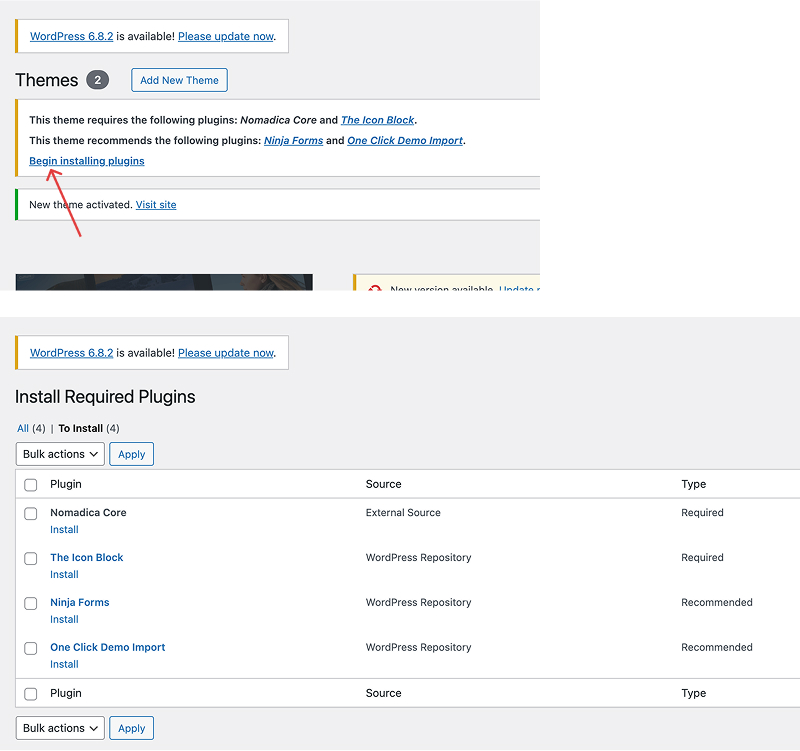 WordPress 6.8.2 is available! Please update now.
Themes 2 Add New Theme
This theme requires the following plugins: Nomadica Core and The Icon Block.
This theme recommends the following plugins: Ninja Forms and One Click Demo Import.
Begin installing plugins
New theme activated. Visit site
New version available. Update
WordPress 6.8.2 is available! Please update now.
Install Required Plugins
All (4) | To Install (4)
Bulk actions Apply
Plugin Source Type
Nomadica Core External Source Required
Install
The Icon Block WordPress Repository Required
Install
Ninja Forms WordPress Repository Recommended
Install
One Click Demo Import WordPress Repository Recommended
Install
Plugin Source Type
Bulk actions Apply